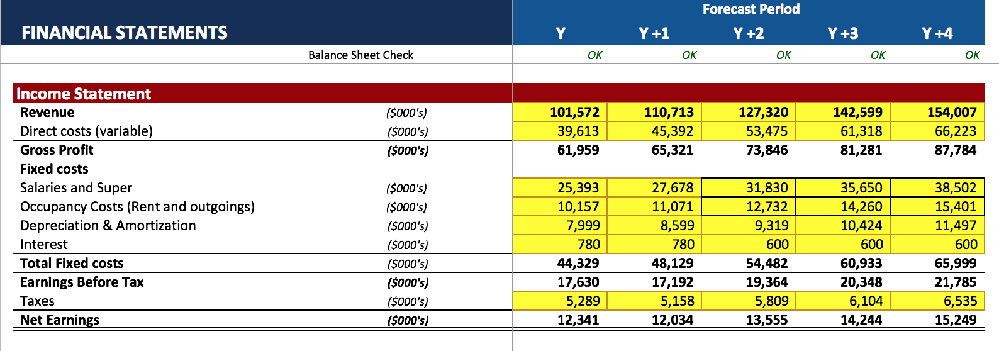 Forecast Period
FINANCIAL STATEMENTS Y Y +1 Y +2 Y +3 Y +4
Balance Sheet Check OK OK OK OK OK
Income Statement
Revenue ($000's) 101,572 110,713 127,320 142,599 154,007
Direct costs (variable) ($000's) 39,613 45,392 53,475 61,318 66,223
Gross Profit ($000's) 61,959 65,321 73,846 81,281 87,784
Fixed costs
Salaries and Super ($000's) 25,393 27,678 31,830 35,650 38,502
Occupancy Costs (Rent and outgoings) ($000's) 10,157 11,071 12,732 14,260 15,401
Depreciation & Amortization ($000's) 7,999 8,599 9,319 10,424 11,497
Interest ($000's) 780 780 600 600 600
Total Fixed costs ($000's) 44,329 48,129 54,482 60,933 65,999
Earnings Before Tax ($000's) 17,630 17,192 19,364 20,348 21,785
Taxes ($000's) 5,289 5,158 5,809 6,104 6,535
Net Earnings ($000's) 12,341 12,034 13,555 14,244 15,249